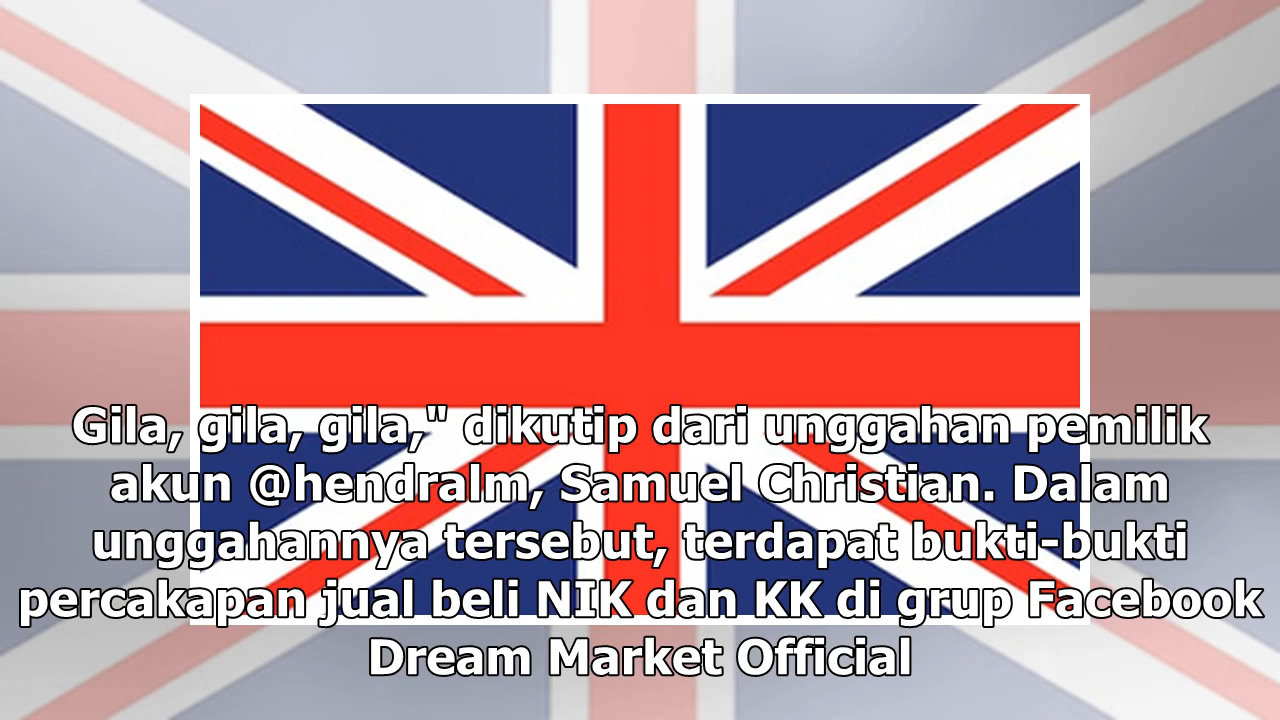 Gila, gila, gila," dikutip dari unggahan pemilik
akun @hendralm, Samuel Christian. Dalam
unggahannya tersebut, terdapat bukti-bukti
percakapan jual beli NIK dan KK di grup Facebook
Dream Market Official